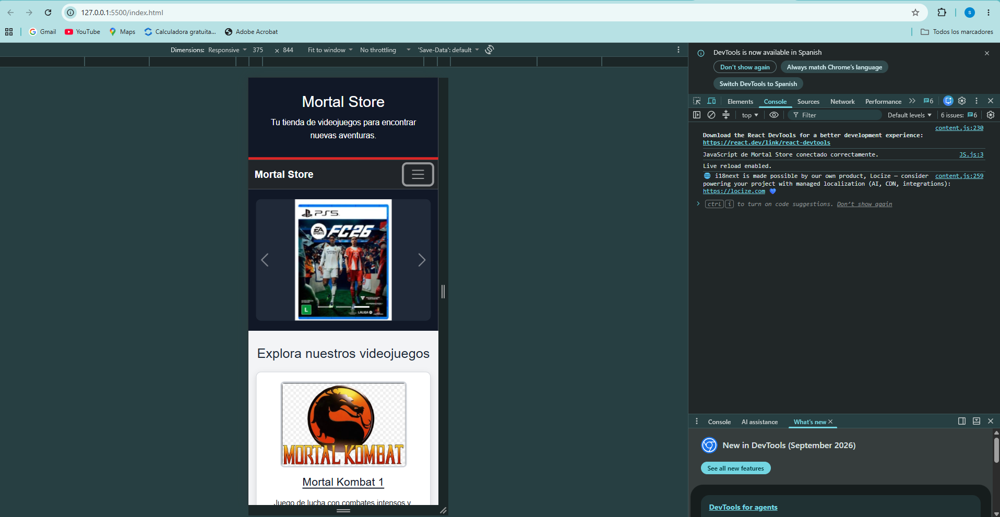 127.0.0.1:5500/index.html
S
Gmail
YouTube
Maps
Calculadora gratuita...
Adobe Acrobat
Todos los marcadores
Dimensions: Responsive 375 × 844 Fit to window No throttling 'Save-Data': default
DevTools is now available in Spanish
Don't show again
Always match Chrome's language
Switch DevTools to Spanish
Elements Console Sources Network Performance 6
top Filter Default levels 6 issues: 6
content.js:230
Download the React DevTools for a better development experience:
https://react.dev/link/react-devtools
JavaScript de Mortal Store conectado correctamente. JS.js:3
Live reload enabled.
i18next is made possible by our own product, Locize — consider content.js:259
powering your project with managed localization (AI, CDN, integrations):
https://locize.com
ctrl i to turn on code suggestions. Don't show again
Mortal Store
Tu tienda de videojuegos para encontrar
nuevas aventuras.
Mortal Store
PS5
EA SPORTS FC26
L
LALIGA
Explora nuestros videojuegos
MORTAL KOMBAT
Mortal Kombat 1
Juego de lucha con combates intensos y
Console AI assistance What's new
New in DevTools (September 2026)
See all new features
DevTools for agents